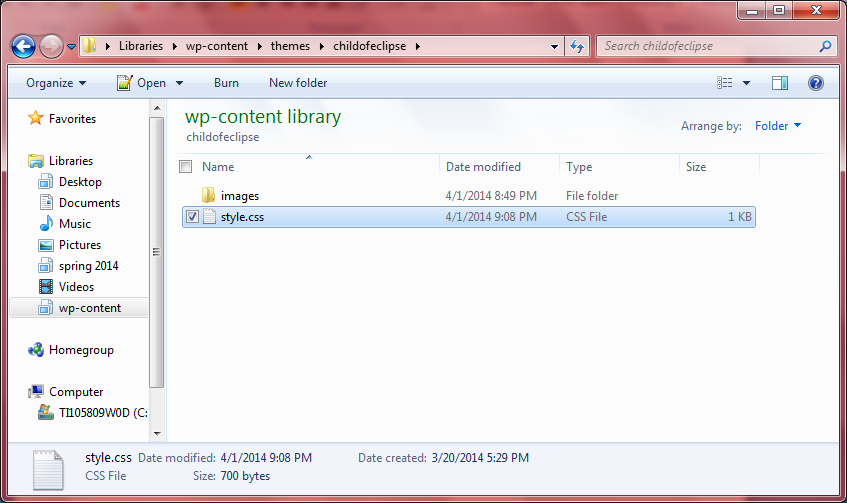 Libraries wp-content themes childofeclipse
Search childofeclipse
Organize Open Burn New folder
Favorites
Libraries
Desktop
Documents
Music
Pictures
spring 2014
Videos
wp-content
Homegroup
Computer
TI105809W0D (C:
wp-content library
childofeclipse
Arrange by: Folder
Name Date modified Type Size
images 4/1/2014 8:49 PM File folder
style.css 4/1/2014 9:08 PM CSS File 1 KB
style.css Date modified: 4/1/2014 9:08 PM Date created: 3/20/2014 5:29 PM
CSS File Size: 700 bytes